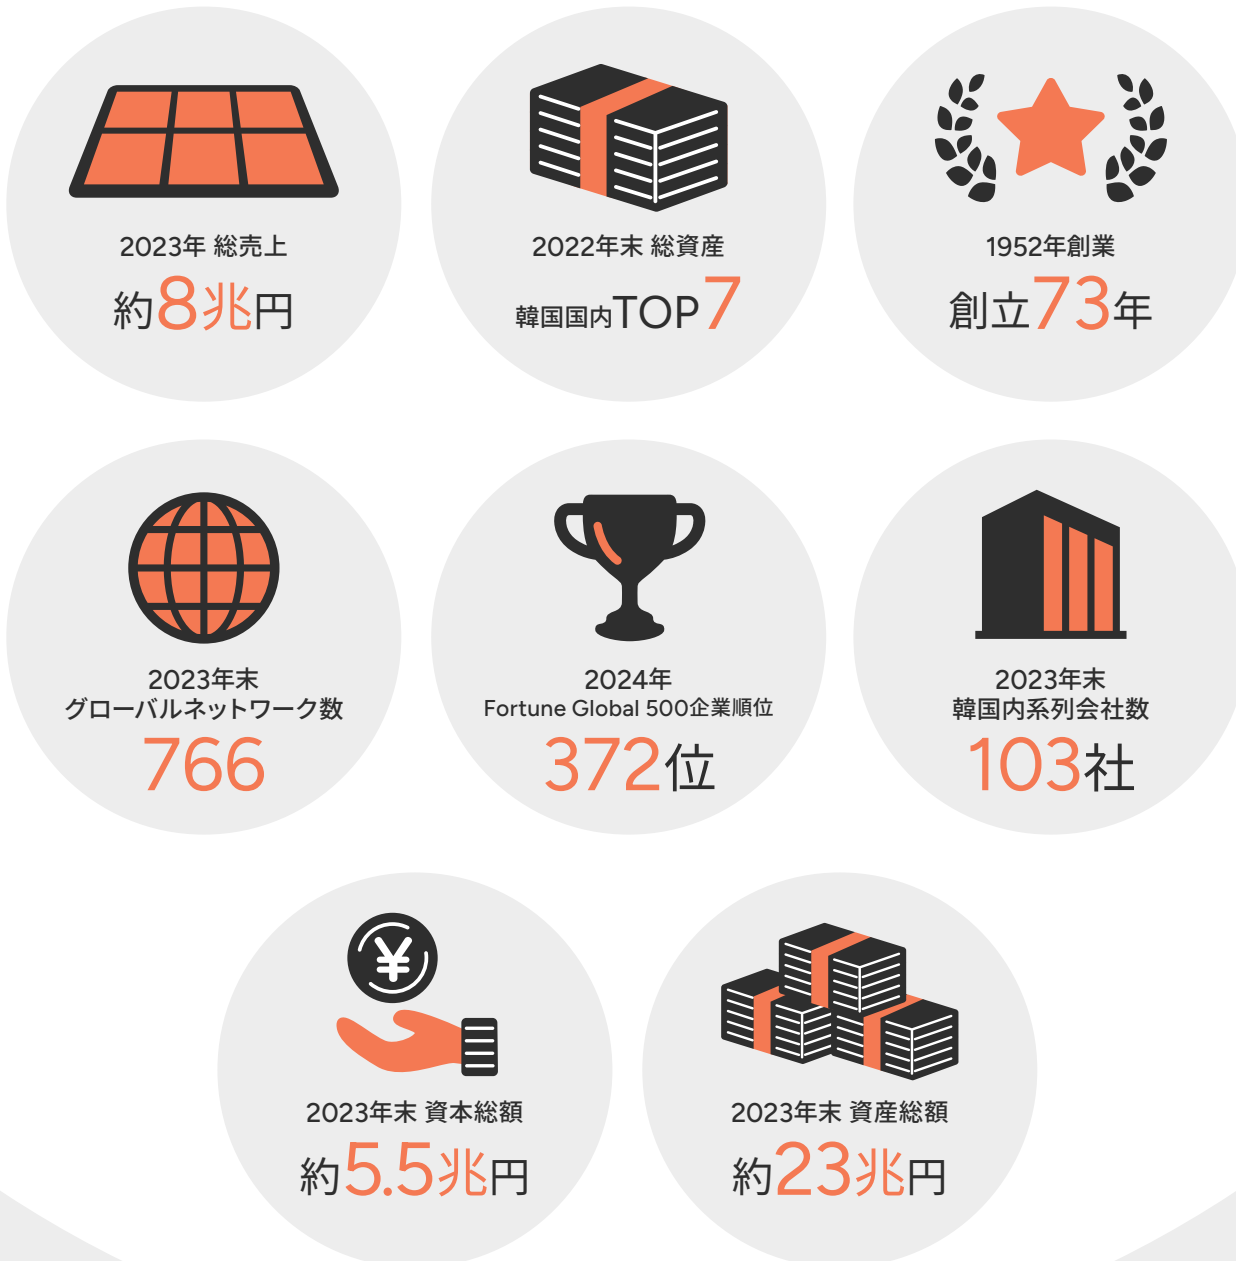 2023年 総売上
約8兆円
2022年末 総資産
韓国国内TOP7
1952年創業
創立73年
2023年末
グローバルネットワーク数
766
2024年
Fortune Global 500企業順位
372位
2023年末
韓国内系列会社数
103社
¥
2023年末 資本総額
約5.5兆円
2023年末 資産総額
約23兆円